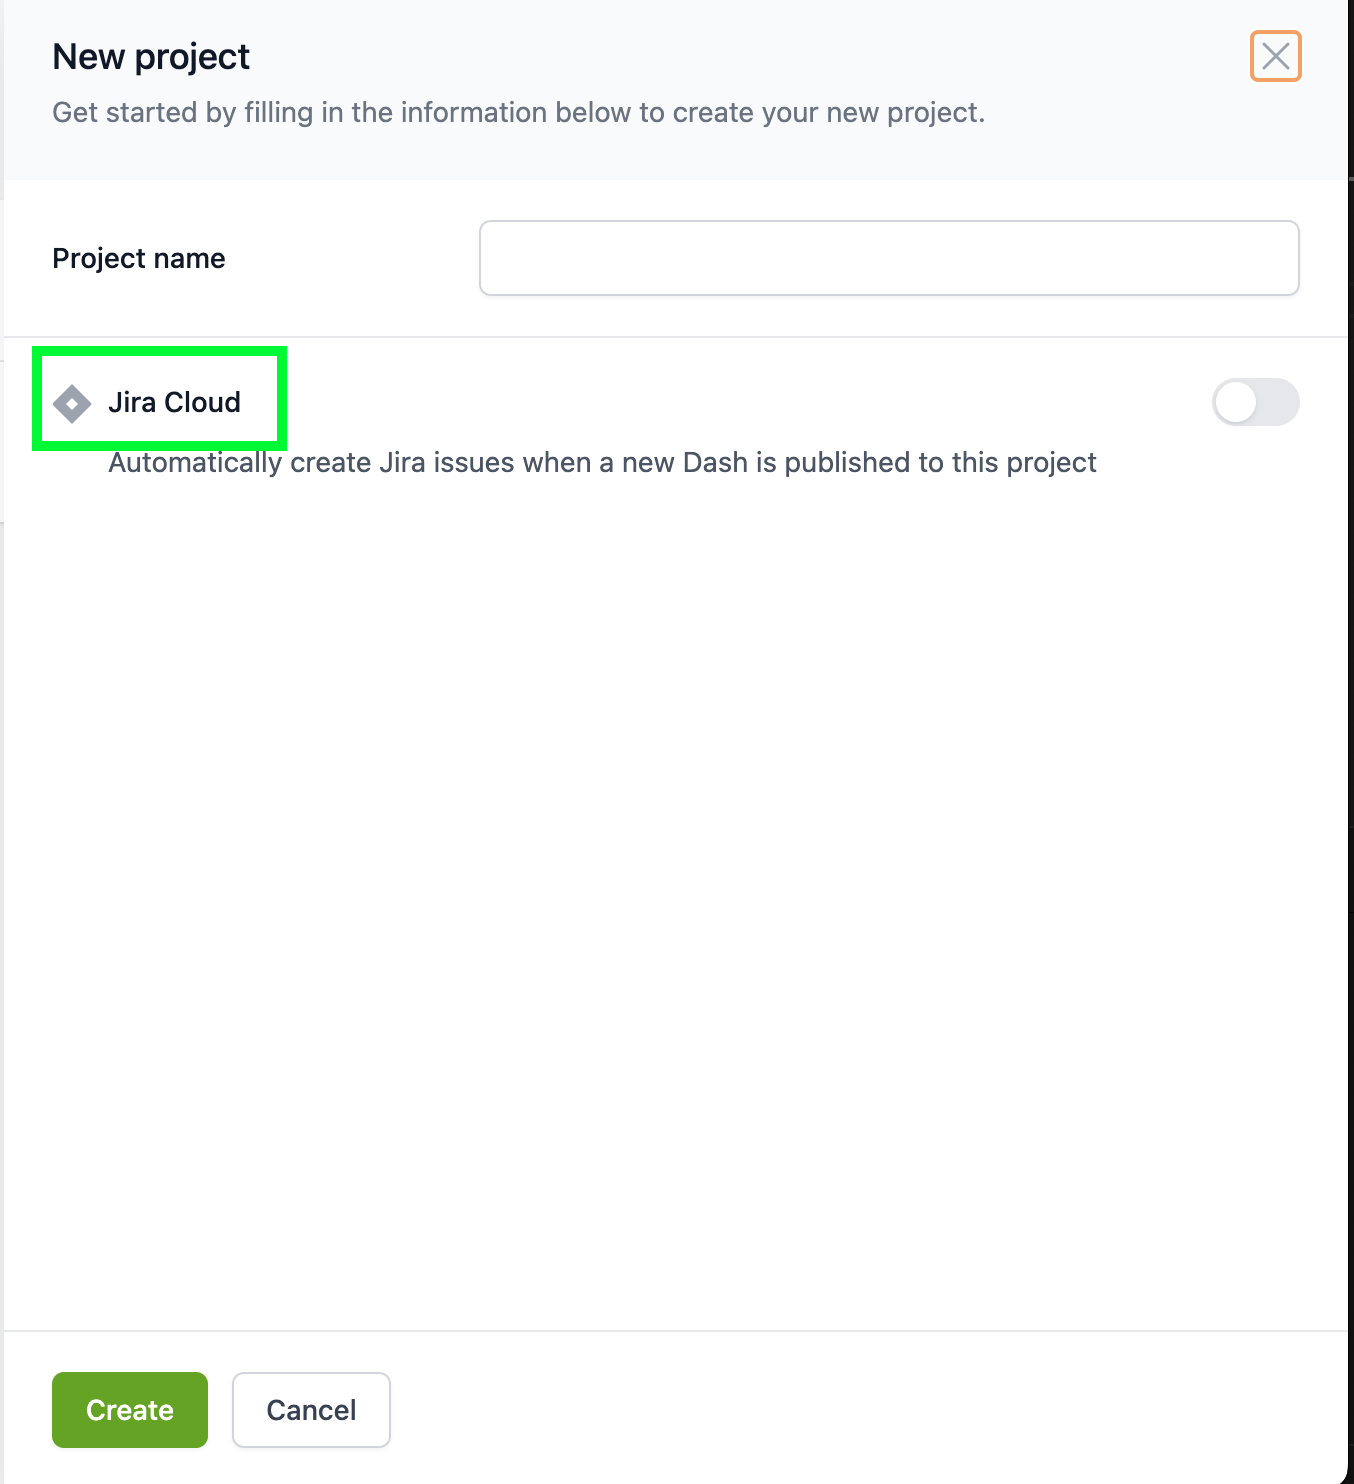 New project
Get started by filling in the information below to create your new project.
Project name
Jira Cloud
Automatically create Jira issues when a new Dash is published to this project
Create
Cancel